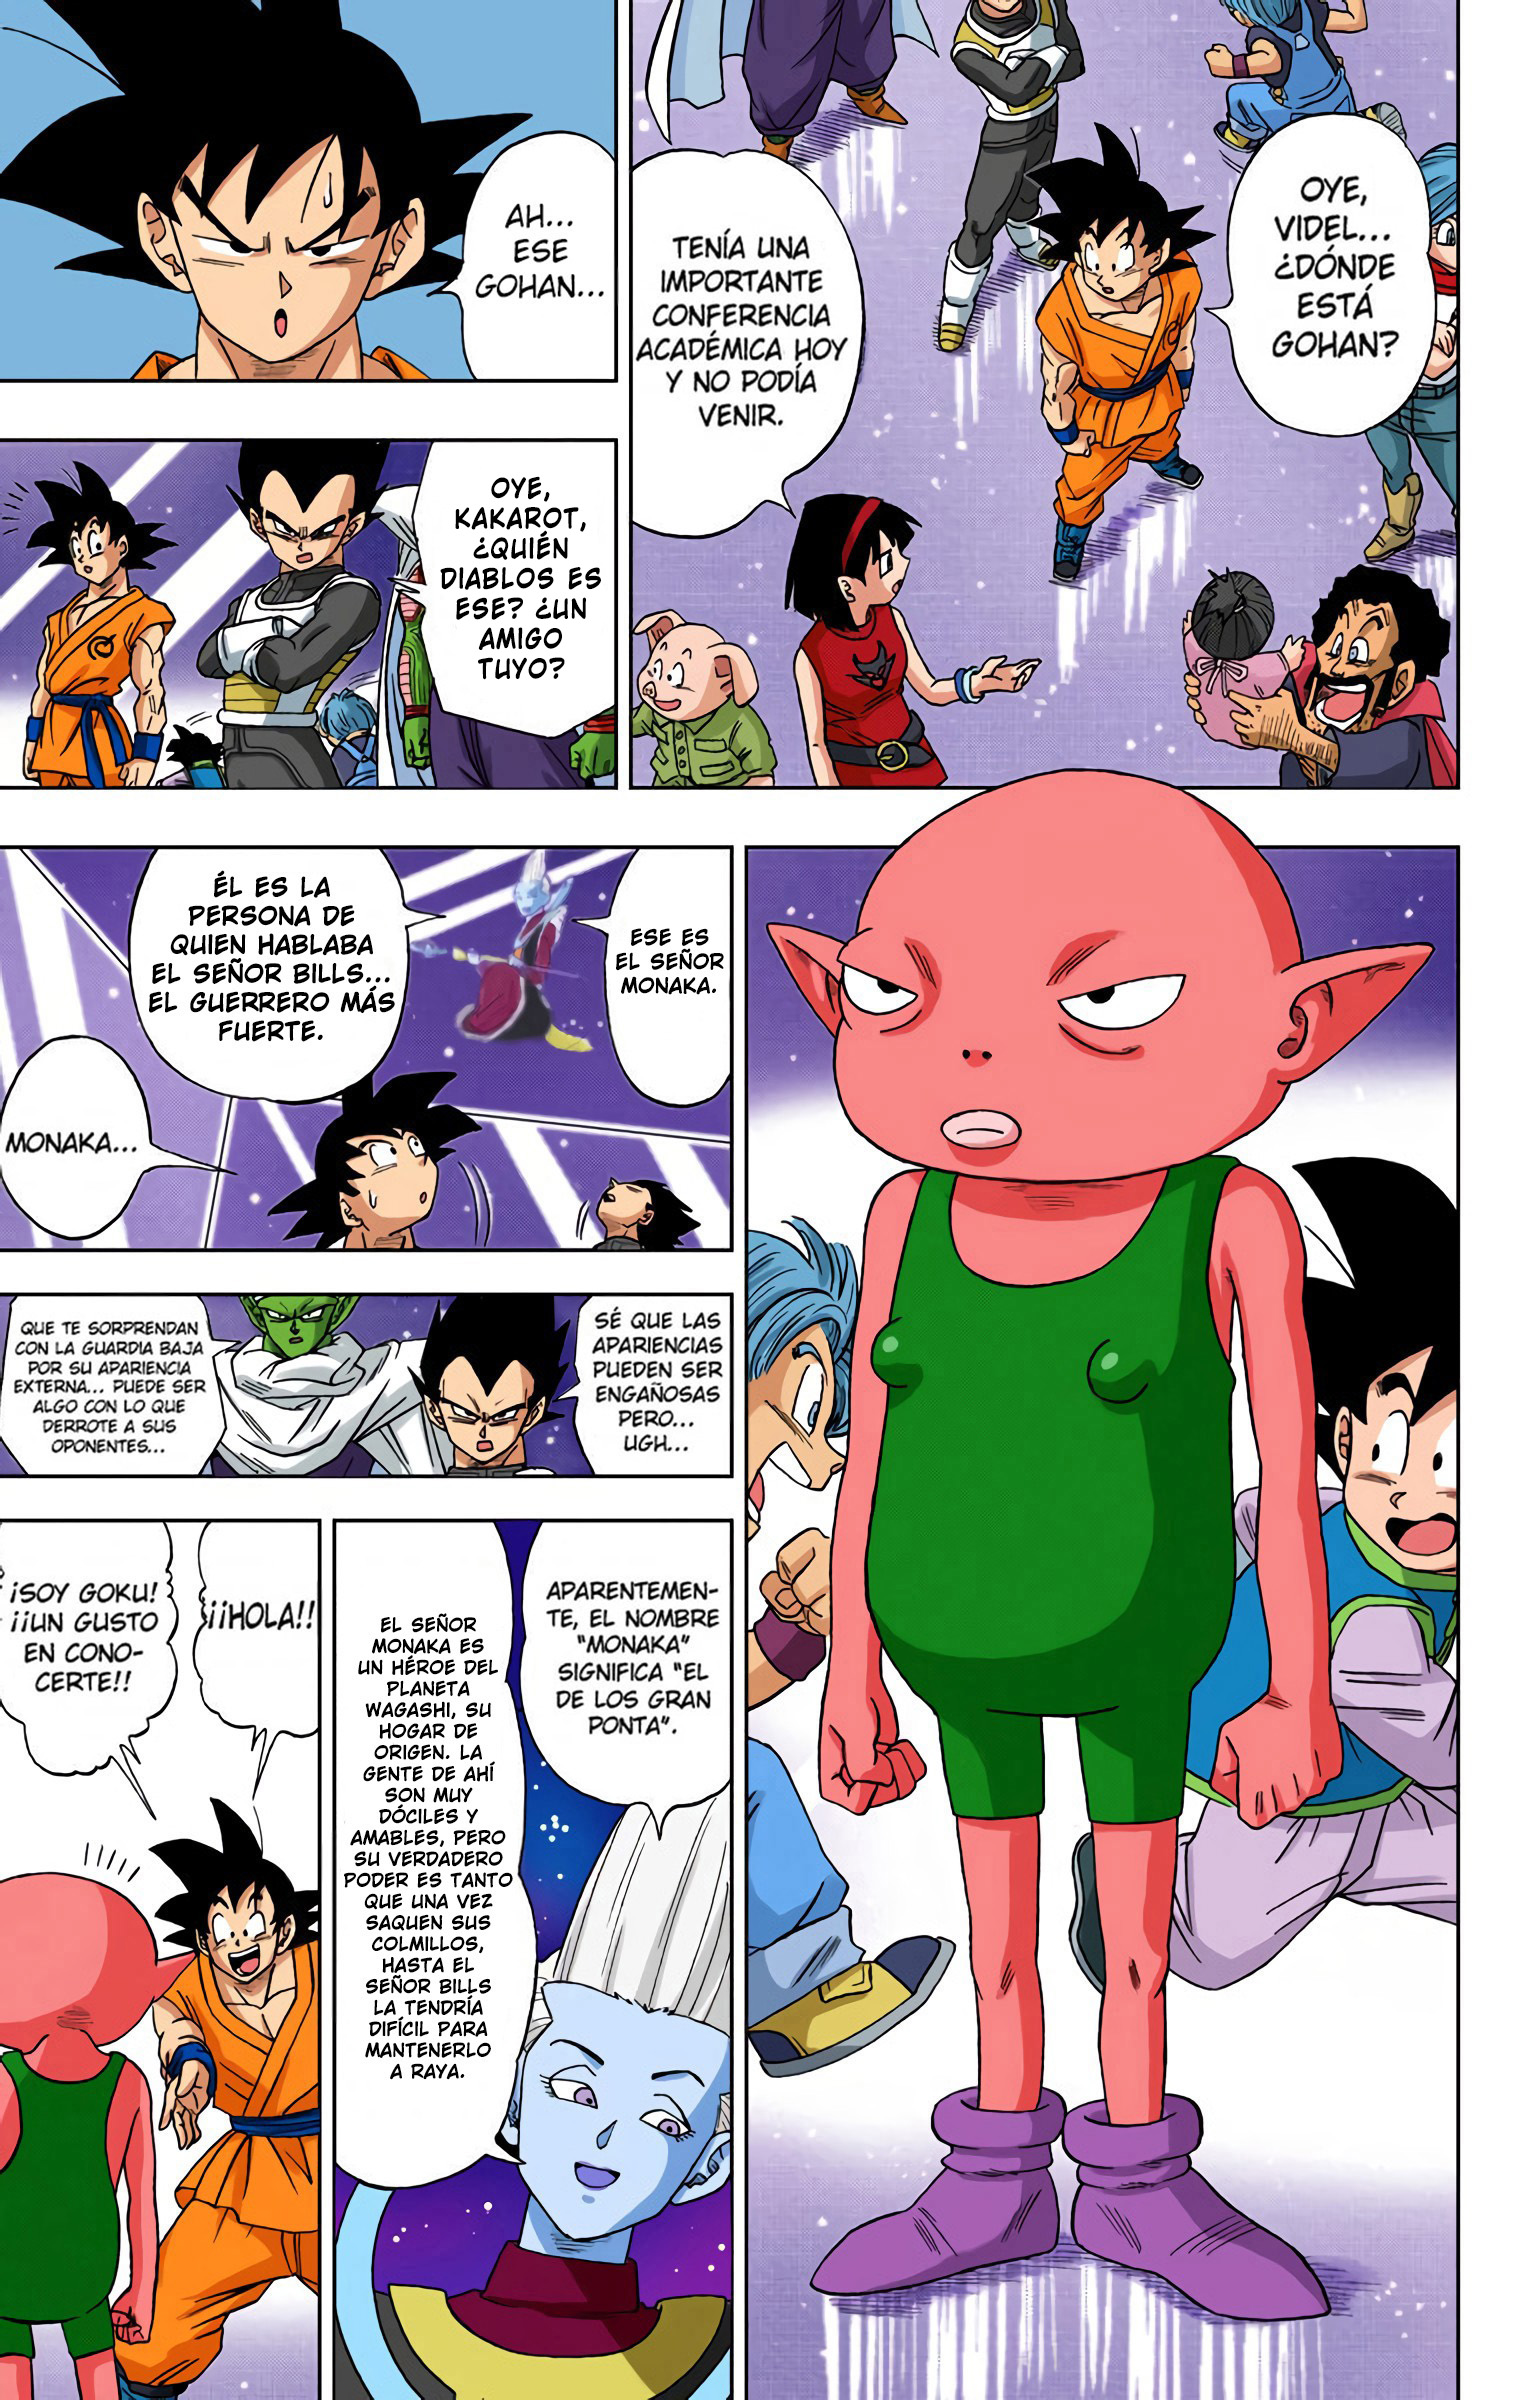 OYE,
VIDEL...
¿DÓNDE
ESTÁ
GOHAN?
TENÍA UNA
IMPORTANTE
CONFERENCIA
ACADÉMICA HOY
Y NO PODÍA
VENIR.
AH...
ESE
GOHAN...
OYE,
KAKAROT,
¿QUIÉN
DIABLOS ES
ESE? ¿UN
AMIGO
TUYO?
ESE ES
EL SEÑOR
MONAKA.
ÉL ES LA
PERSONA DE
QUIEN HABLABA
EL SEÑOR BILLS...
EL GUERRERO MÁS
FUERTE.
MONAKA...
SÉ QUE LAS
APARIENCIAS
PUEDEN SER
ENGAÑOSAS
PERO...
UGH...
QUE TE SORPRENDAN
CON LA GUARDIA BAJA
POR SU APARIENCIA
EXTERNA... PUEDE SER
ALGO CON LO QUE
DERROTE A SUS
OPONENTES...
APARENTEMEN-
TE, EL NOMBRE
"MONAKA"
SIGNIFICA "EL
DE LOS GRAN
PONTA".
EL SEÑOR
MONAKA ES
UN HÉROE DEL
PLANETA
WAGASHI, SU
HOGAR DE
ORIGEN. LA
GENTE DE AHÍ
SON MUY
DÓCILES Y
AMABLES, PERO
SU VERDADERO
PODER ES TANTO
QUE UNA VEZ
SAQUEN SUS
COLMILLOS,
HASTA EL
SEÑOR BILLS
LA TENDRÍA
DIFÍCIL PARA
MANTENERLO
A RAYA.
¡¡HOLA!!
¡SOY GOKU!
¡¡UN GUSTO
EN CONO-
CERTE!!